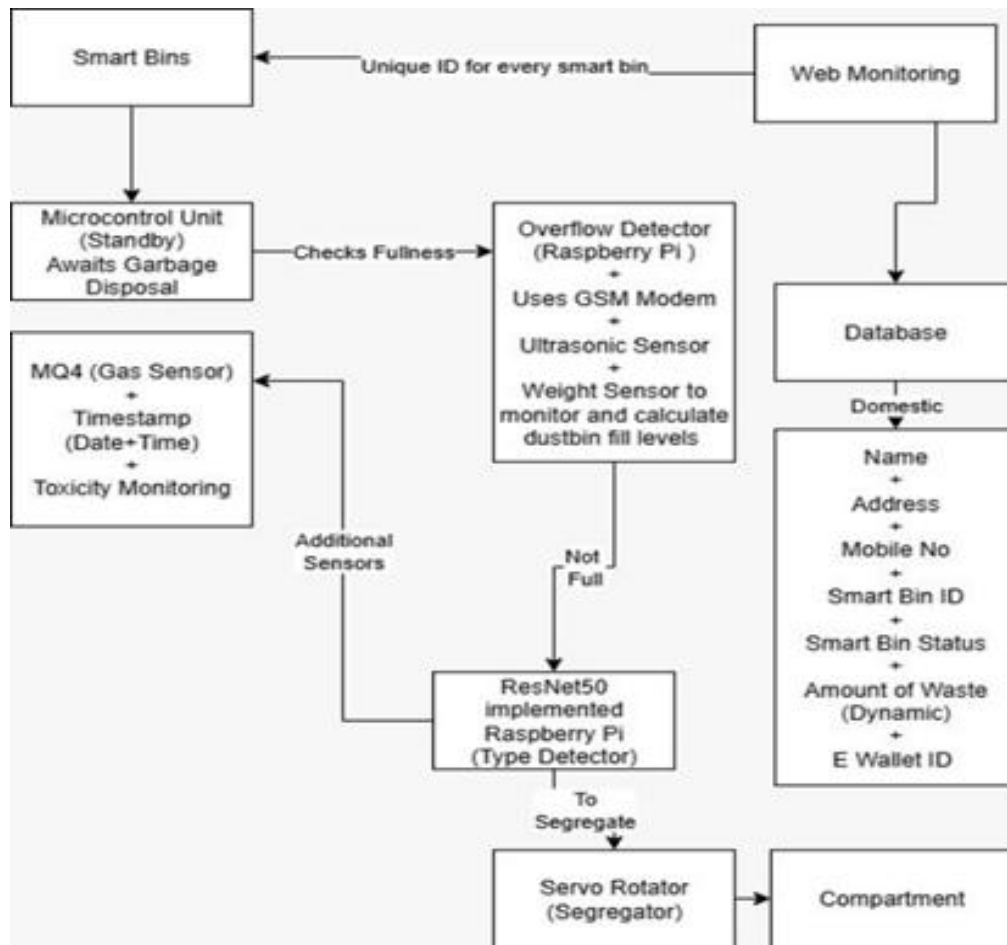 Smart Bins
Unique ID for every smart bin
Web Monitoring
Microcontrol Unit
(Standby)
Awaits Garbage
Disposal
Checks Fullness
Overflow Detector
(Raspberry Pi )
+
Uses GSM Modem
+
Ultrasonic Sensor
+
Weight Sensor to
monitor and calculate
dustbin fill levels
Database
Domestic
Name
+
Address
+
Mobile No
+
Smart Bin ID
+
Smart Bin Status
+
Amount of Waste
(Dynamic)
+
E Wallet ID
MQ4 (Gas Sensor)
+
Timestamp
(Date+Time)
+
Toxicity Monitoring
Additional
Sensors
Not
Full
ResNet50
implemented
Raspberry Pi
(Type Detector)
To
Segregate
Servo Rotator
(Segregator)
Compartment